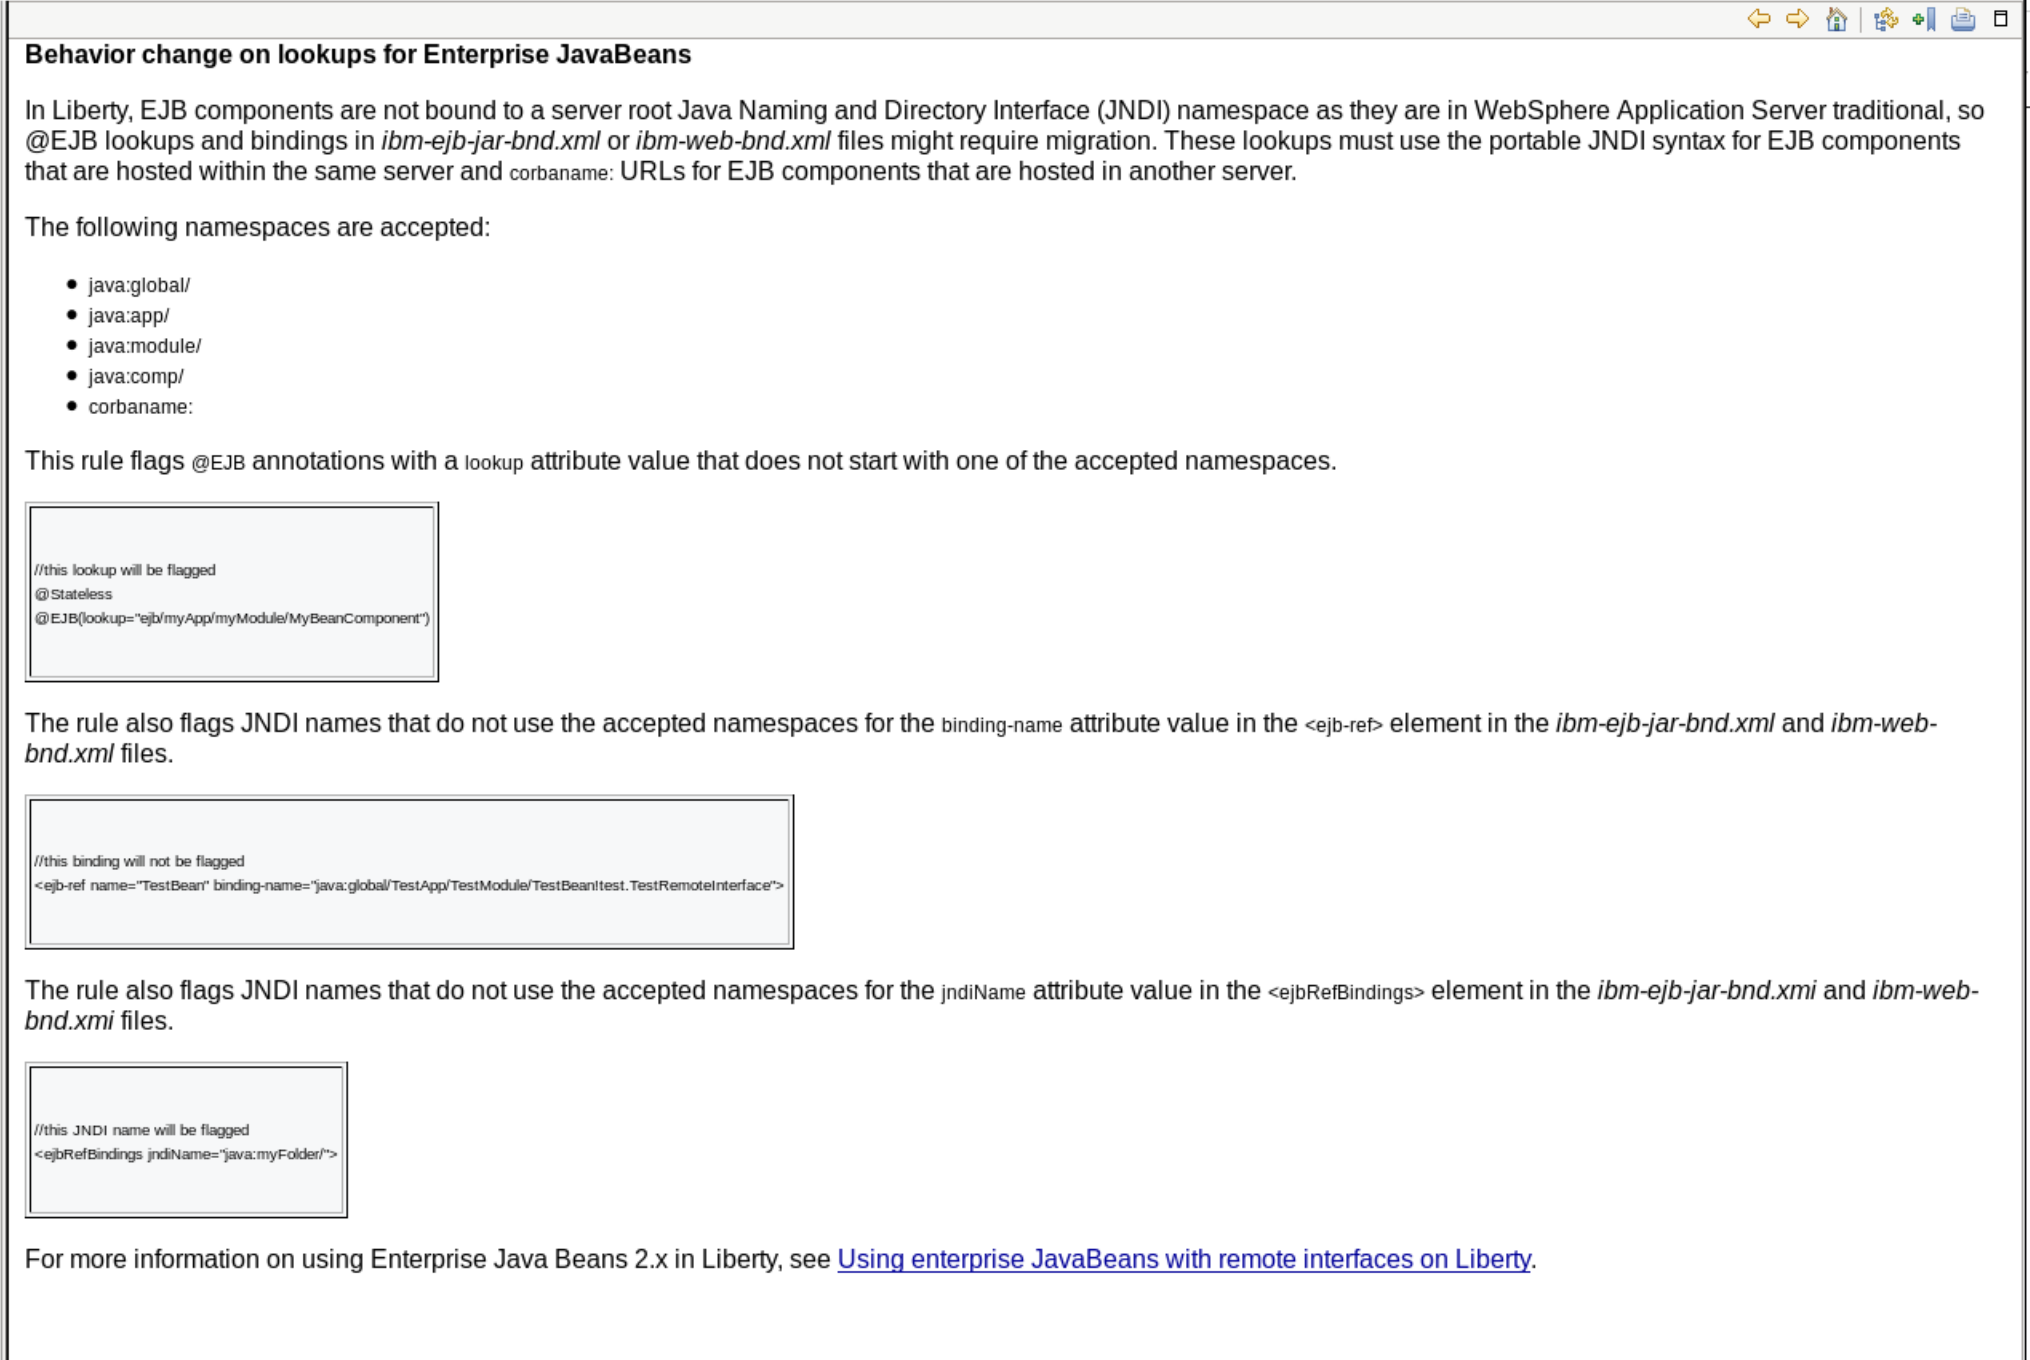 Behavior change on lookups for Enterprise JavaBeans
In Liberty, EJB components are not bound to a server root Java Naming and Directory Interface (JNDI) namespace as they are in WebSphere Application Server traditional, so
@EJB lookups and bindings in ibm-ejb-jar-bnd.xml or ibm-web-bnd.xml files might require migration. These lookups must use the portable JNDI syntax for EJB components
that are hosted within the same server and corbaname: URLs for EJB components that are hosted in another server.
The following namespaces are accepted:
• java:global/
• java:app/
• java:module/
• java:comp/
• corbaname:
This rule flags @EJB annotations with a lookup attribute value that does not start with one of the accepted namespaces.
//this lookup will be flagged
@Stateless
@EJB(lookup="ejb/myApp/myModule/MyBeanComponent")
The rule also flags JNDI names that do not use the accepted namespaces for the binding-name attribute value in the <ejb-ref> element in the ibm-ejb-jar-bnd.xml and ibm-web-
bnd.xml files.
//this binding will not be flagged
<ejb-ref name="TestBean" binding-name="java:global/TestApp/TestModule/TestBean!test.TestRemoteInterface">
The rule also flags JNDI names that do not use the accepted namespaces for the jndiName attribute value in the <ejbRefBindings> element in the ibm-ejb-jar-bnd.xmi and ibm-web-
bnd.xmi files.
//this JNDI name will be flagged
<ejbRefBindings jndiName="java:myFolder/">
For more information on using Enterprise Java Beans 2.x in Liberty, see Using enterprise JavaBeans with remote interfaces on Liberty.